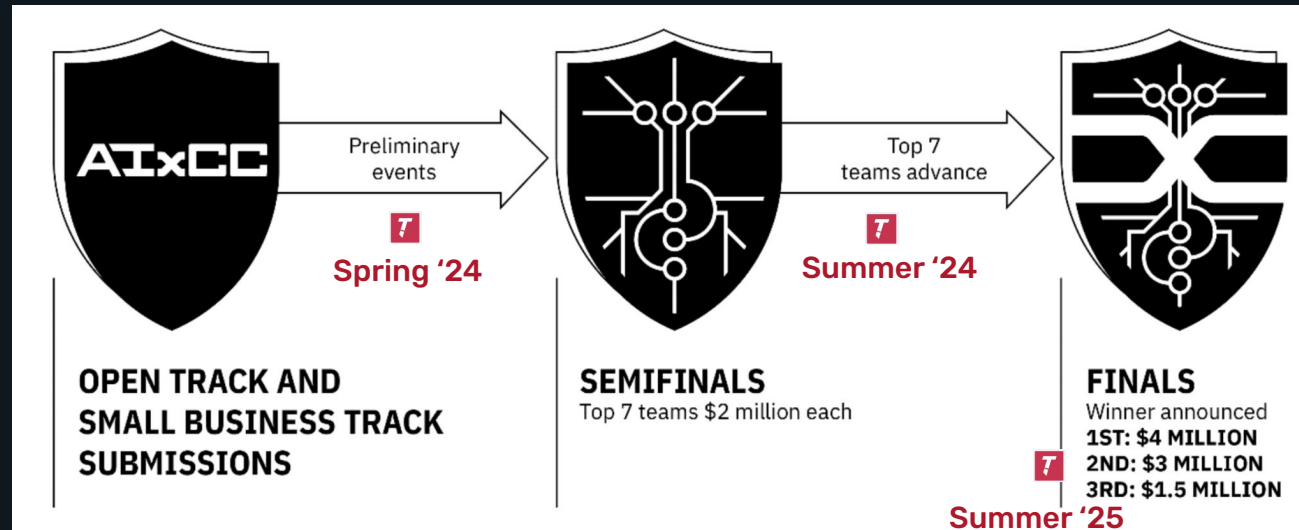 AIxCC
Preliminary
events
Spring ‘24
OPEN TRACK AND
SMALL BUSINESS TRACK
SUBMISSIONS
SEMIFINALS
Top 7 teams $2 million each
Top 7
teams advance
Summer ‘24
FINALS
Winner announced
1ST: $4 MILLION
2ND: $3 MILLION
3RD: $1.5 MILLION
Summer ‘25